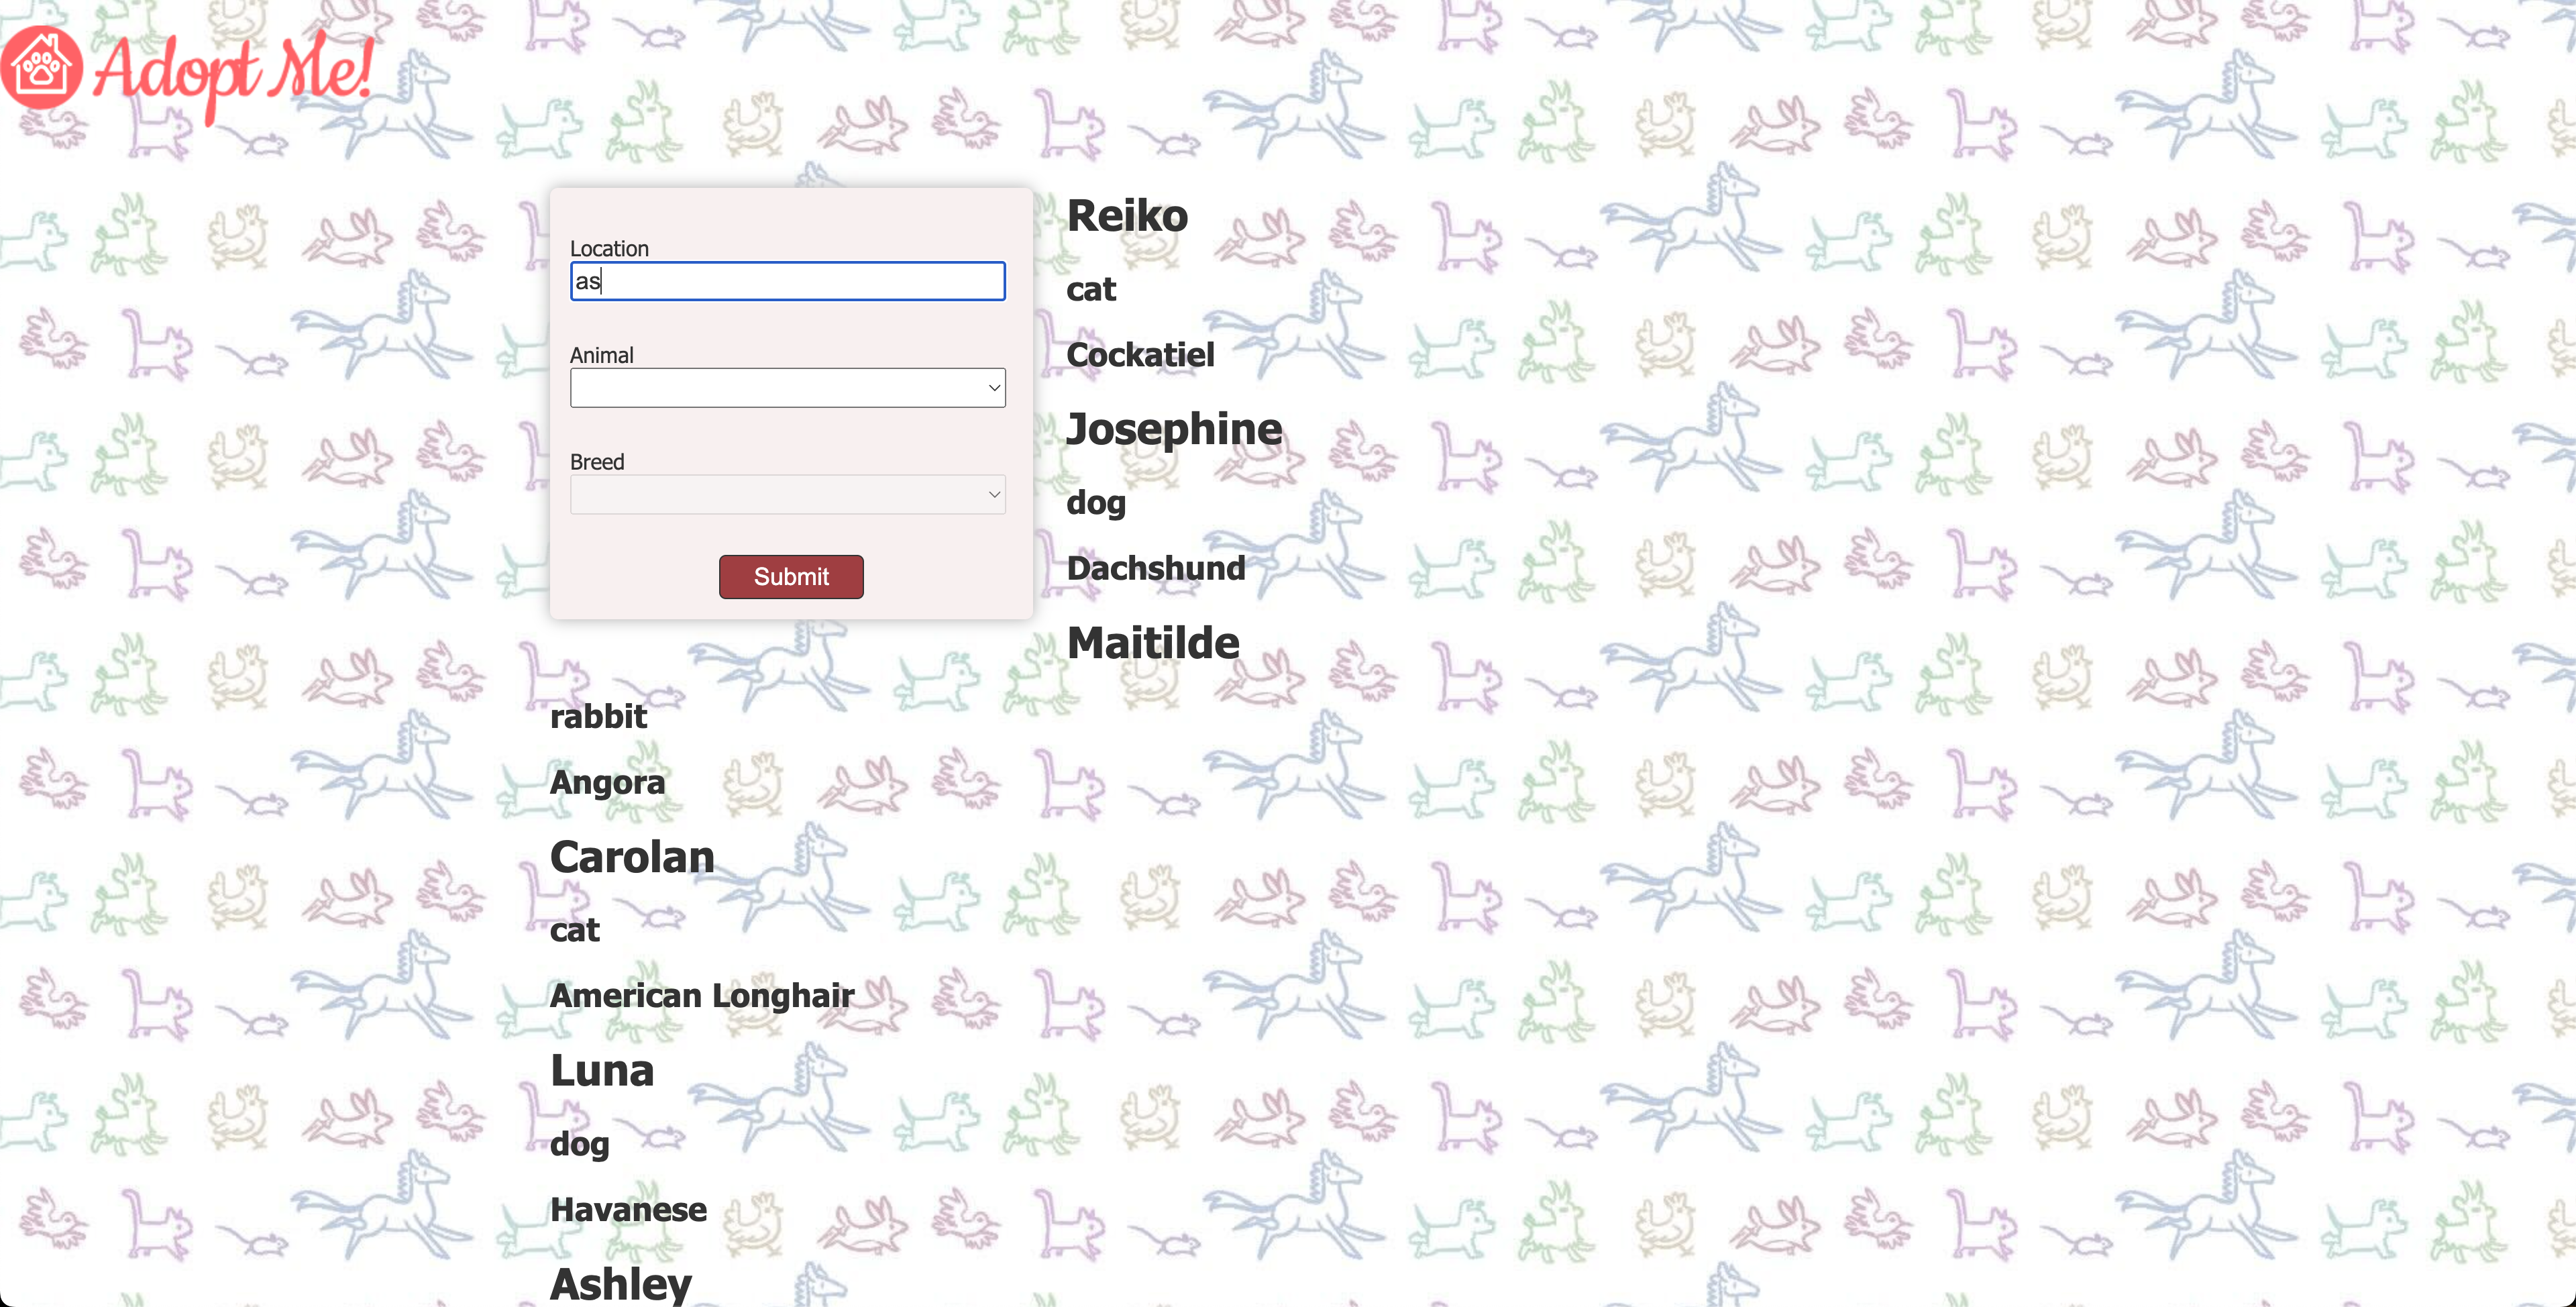 Adopt Me!
Location
as
Animal
Breed
Submit
Reiko
cat
Cockatiel
Josephine
dog
Dachshund
Maitilde
rabbit
Angora
Carolan
cat
American Longhair
Luna
dog
Havanese
Ashley